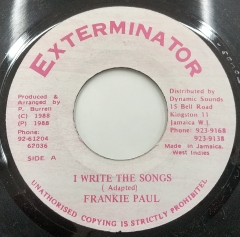 EXTERMINATOR
Produced and
Arranged by
P. Burrell
(C) 1988
(P) 1988
Phone:
92-61204
62036
SIDE. A
Distributed by
Dynamic Sounds
15 Bell Road
Kingston 11
Jamaica W.I.
Phone: 923-9168
923-9138
Made in Jamaica
West Indies
I WRITE THE SONGS
( Adapted)
FRANKIE PAUL
UNAUTHORISED COPYING IS STRICTLY PROHIBITED